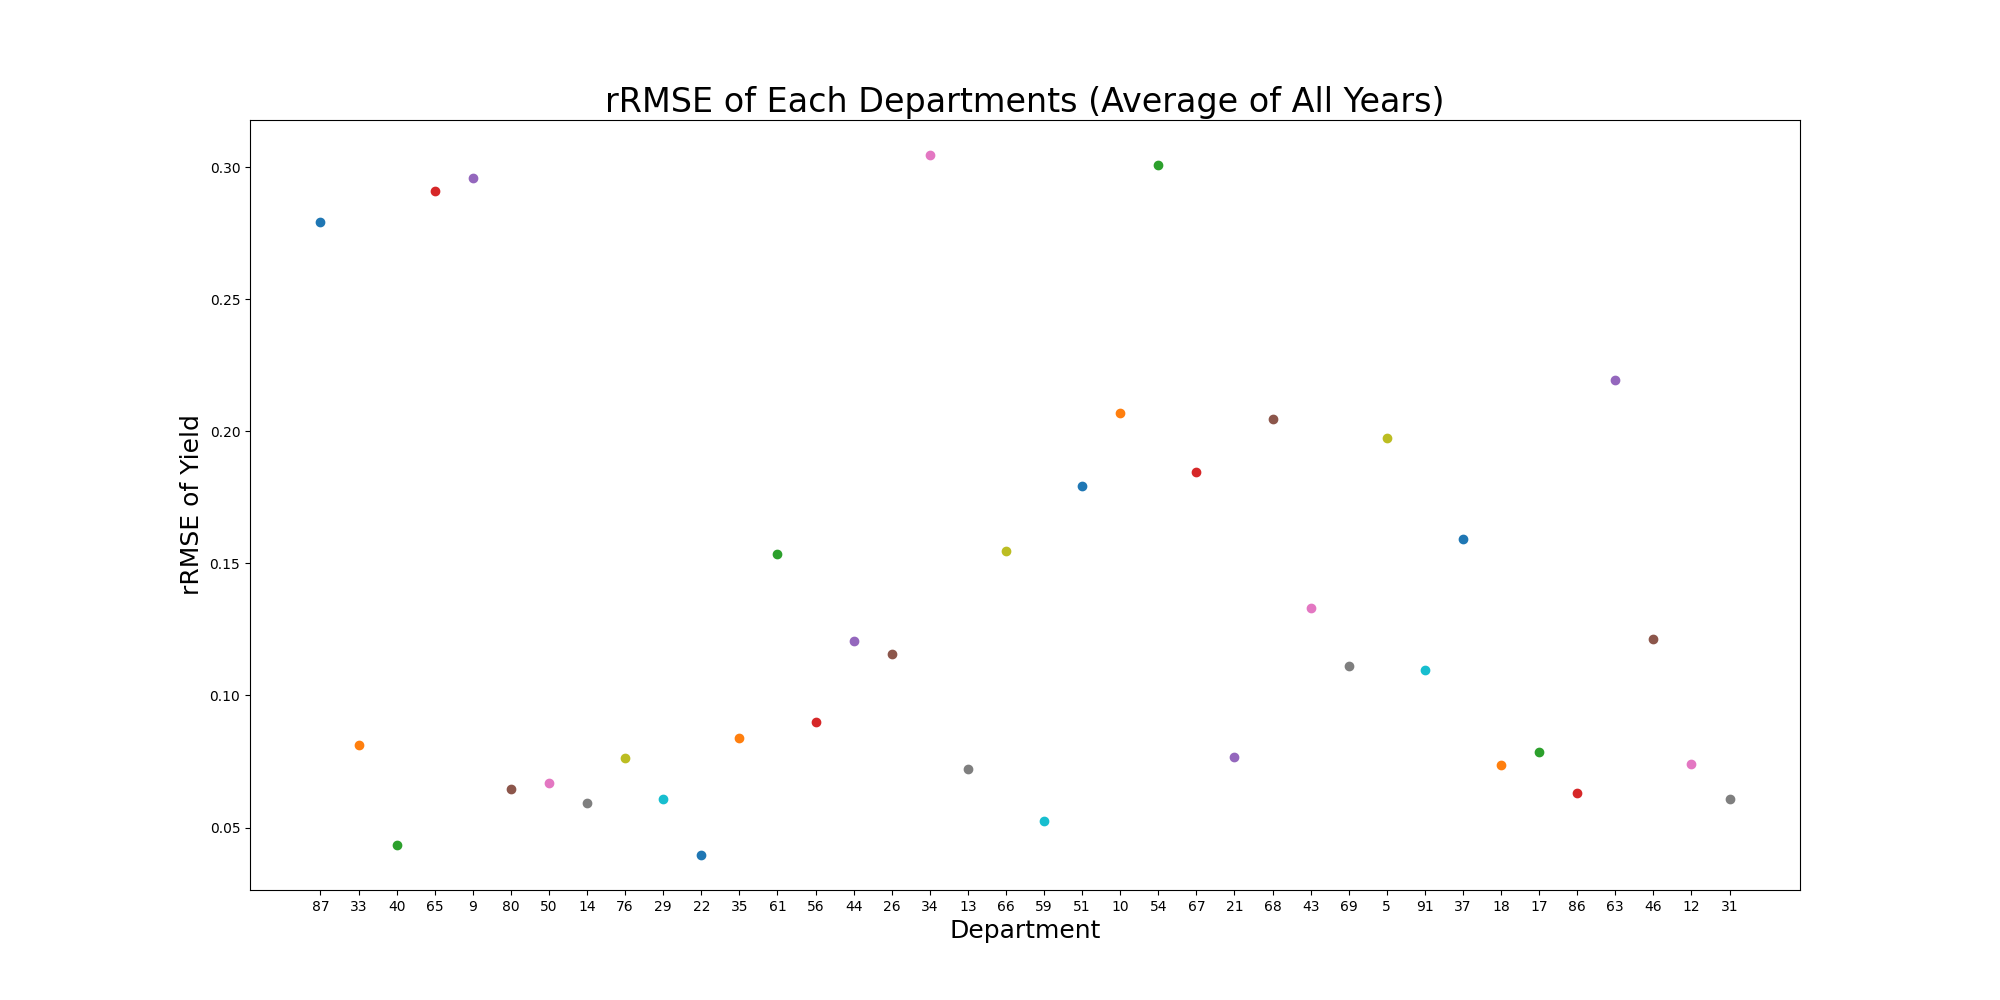 rRMSE of Each Departments (Average of All Years)
rRMSE of Yield
0.30
0.25
0.20
0.15
0.10
0.05
87 33 40 65 9 80 50 14 76 29 22 35 61 56 44 26 34 13 66 59 51 10 54 67 21 68 43 69 5 91 37 18 17 86 63 46 12 31
Department